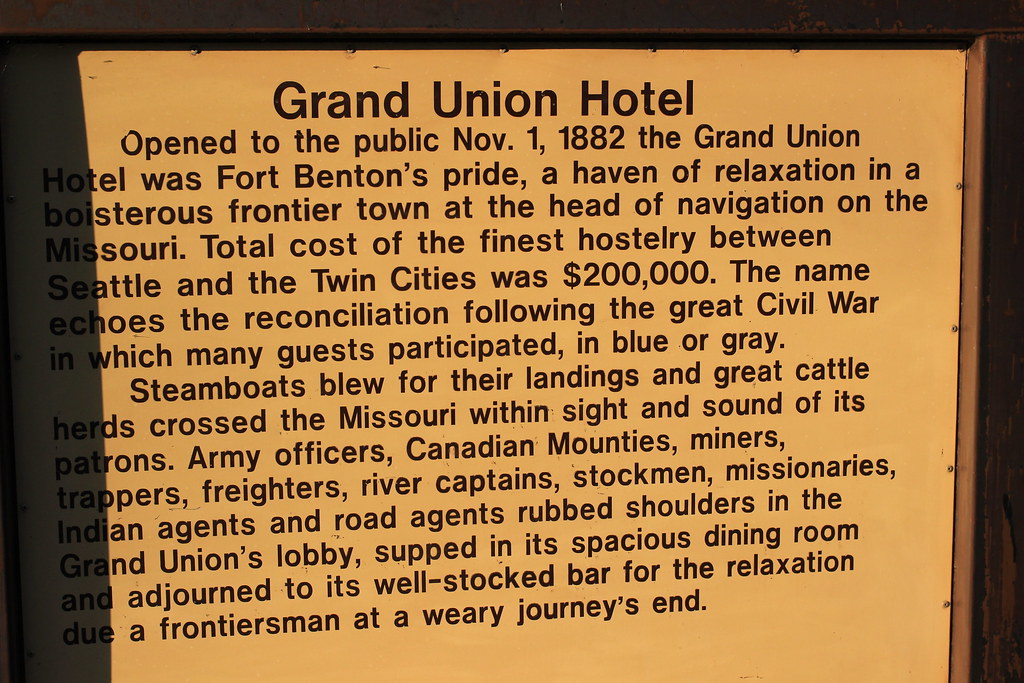 Grand Union Hotel
Opened to the public Nov. 1, 1882 the Grand Union
Hotel was Fort Benton's pride, a haven of relaxation in a
boisterous frontier town at the head of navigation on the
Missouri. Total cost of the finest hostelry between
Seattle and the Twin Cities was $200,000. The name
echoes the reconciliation following the great Civil War
in which many guests participated, in blue or gray.
Steamboats blew for their landings and great cattle
herds crossed the Missouri within sight and sound of its
patrons. Army officers, Canadian Mounties, miners,
trappers, freighters, river captains, stockmen, missionaries,
Indian agents and road agents rubbed shoulders in the
Grand Union's lobby, supped in its spacious dining room
and adjourned to its well-stocked bar for the relaxation
due a frontiersman at a weary journey's end.